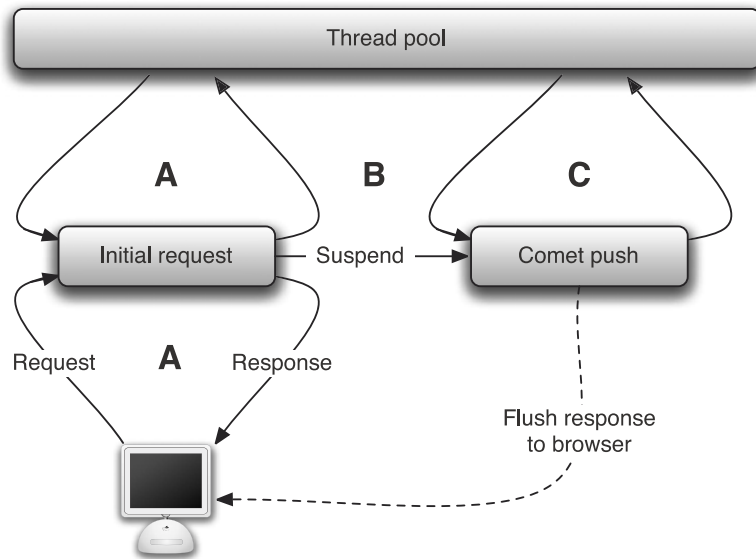 Thread pool
A
B
C
Initial request
Suspend
Comet push
Request
A
Response
Flush response
to browser